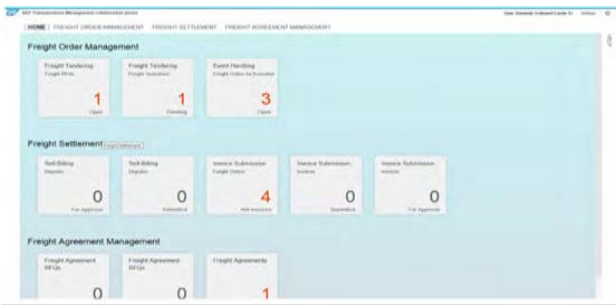 SAP Transportation Management collaboration portal
HOME | FREIGHT ORDER MANAGEMENT FREIGHT SETTLEMENT FREIGHT AGREEMENT MANAGEMENT
Freight Order Management
Freight Tendering Freight Tendering Event Handling
Freight RFQs Freight Quotations Freight Orders
1 1 3
Open Pending Open
Freight Settlement Freight Settlement
Self-Billing Self-Billing Invoice Submission Invoice Submission Invoice Submission
Disputes Disputes Freight Orders Invoices Invoices
0 0 4 0 0
For Approval Submitted Not Invoiced Submitted For Approval
Freight Agreement Management
Freight Agreement Freight Agreement Freight Agreements
RFQs RFQs
0 0 1